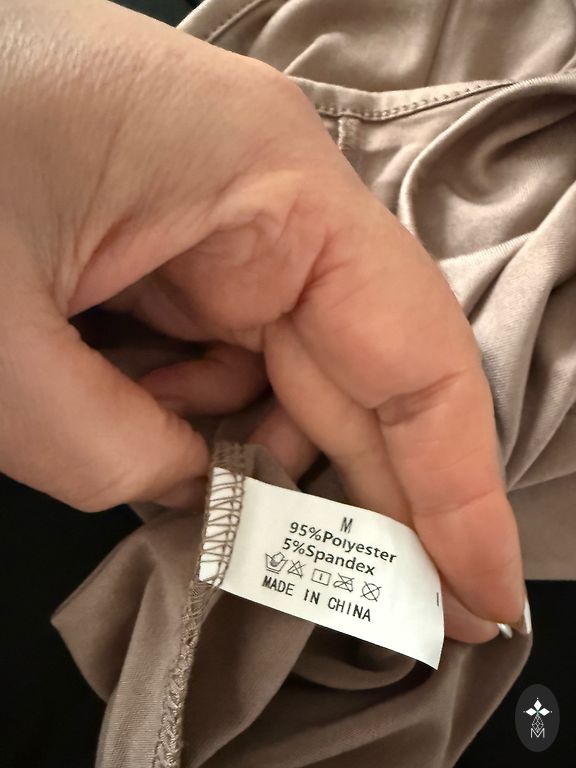 M
95%Polyester
5%Spandex
MADE IN CHINA